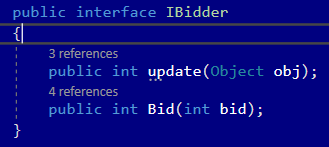 public interface IBidder
{
3 references
public int update(Object obj);
4 references
public int Bid(int bid);
}